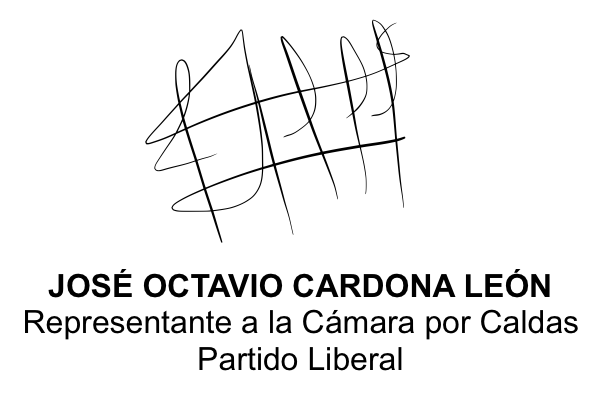 JOSÉ OCTAVIO CARDONA LEÓN
Representante a la Cámara por Caldas
Partido Liberal